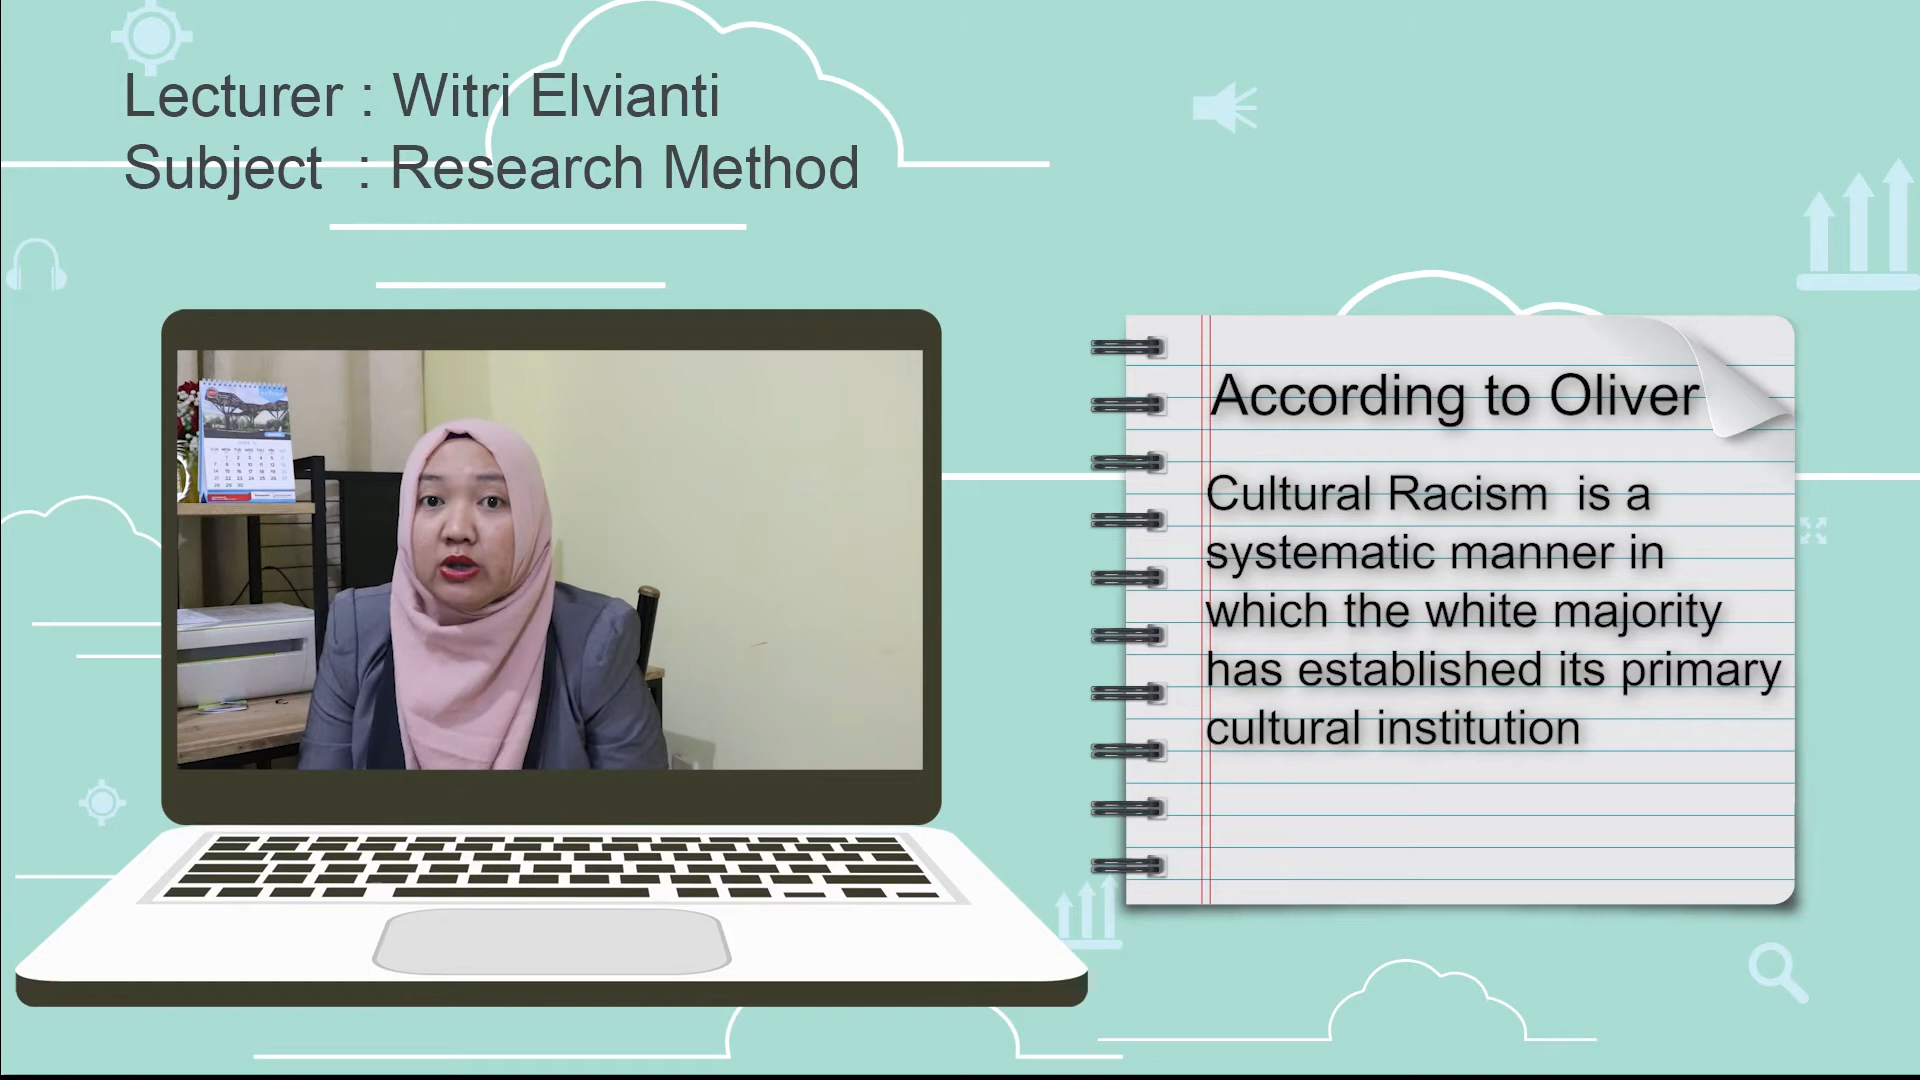 Lecturer : Witri Elvianti
Subject : Research Method
According to Oliver
Cultural Racism is a
systematic manner in
which the white majority
has established its primary
cultural institution